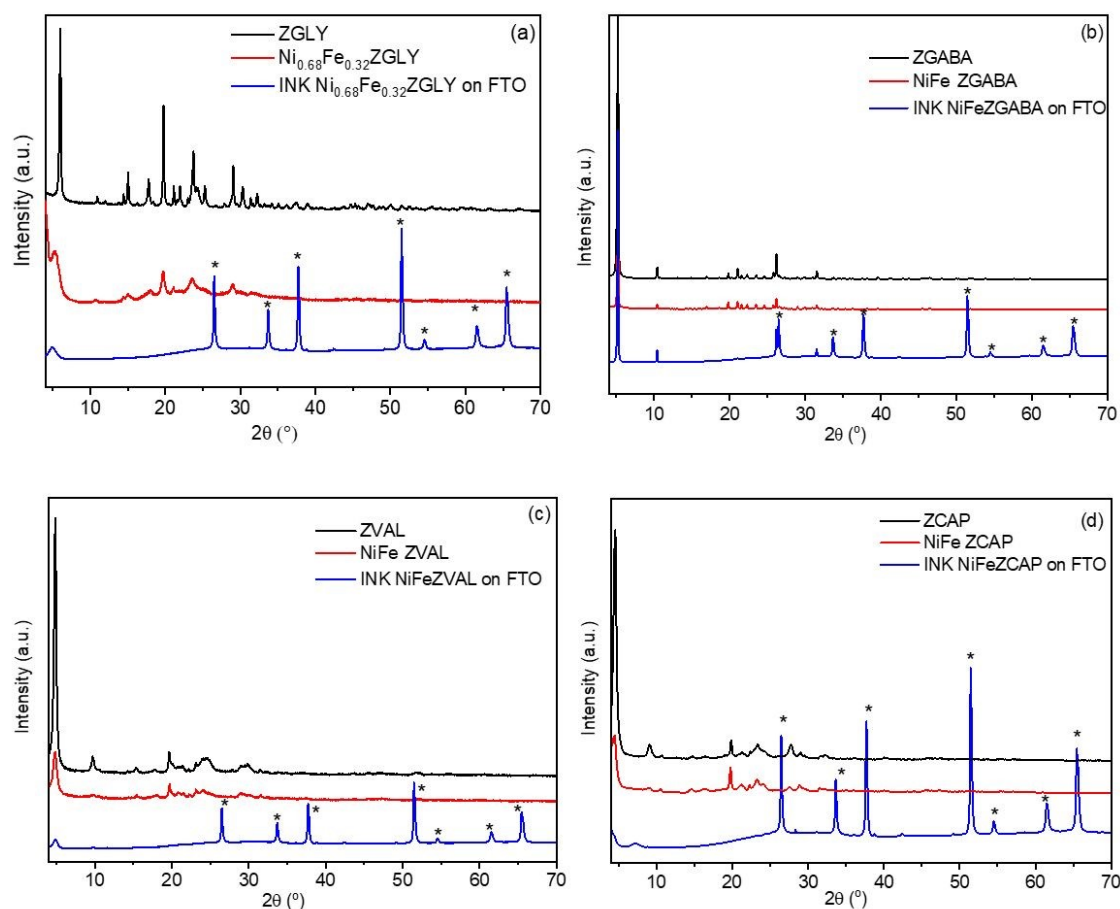 (a)
ZGLY
Ni0.68Fe0.32ZGLY
INK Ni0.68Fe0.32ZGLY on FTO
Intensity (a.u.)
* * * * * * *
10 20 30 40 50 60 70
2θ (°)
(b)
ZGABA
NiFe ZGABA
INK NiFeZGABA on FTO
Intensity (a.u.)
* * * * * * *
10 20 30 40 50 60 70
2θ (º)
(c)
ZVAL
NiFe ZVAL
INK NiFeZVAL on FTO
Intensity (a.u.)
* * * * * * *
10 20 30 40 50 60 70
2θ (º)
(d)
ZCAP
NiFe ZCAP
INK NiFeZCAP on FTO
Intensity (a.u.)
* * * * * * *
10 20 30 40 50 60 70
2θ (º)